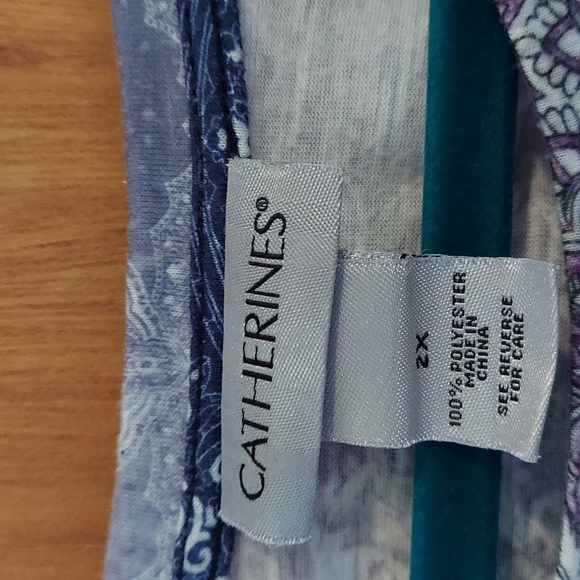 CATHERINES®
2X
100% POLYESTER
MADE IN
CHINA
SEE REVERSE
FOR CARE